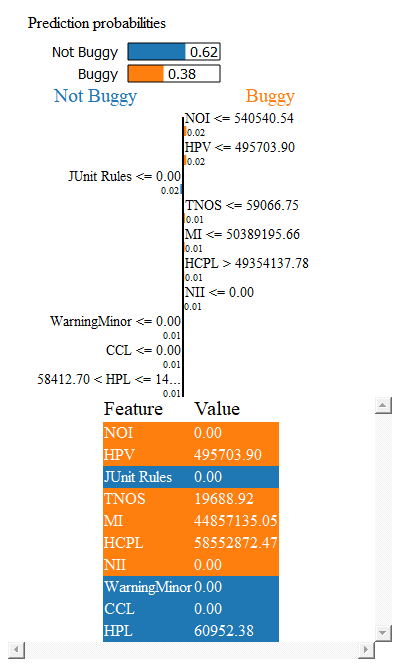 Prediction probabilities
Not Buggy 0.62
Buggy 0.38
Not Buggy Buggy
NOI <= 540540.54
0.02
HPV <= 495703.90
0.02
JUnit Rules <= 0.00
0.02
TNOS <= 59066.75
0.01
MI <= 50389195.66
0.01
HCPL > 49354137.78
0.01
NII <= 0.00
0.01
WarningMinor <= 0.00
0.01
CCL <= 0.00
0.01
58412.70 < HPL <= 14...
0.01
Feature Value
NOI 0.00
HPV 495703.90
JUnit Rules 0.00
TNOS 19688.92
MI 44857135.05
HCPL 58552872.47
NII 0.00
WarningMinor 0.00
CCL 0.00
HPL 60952.38